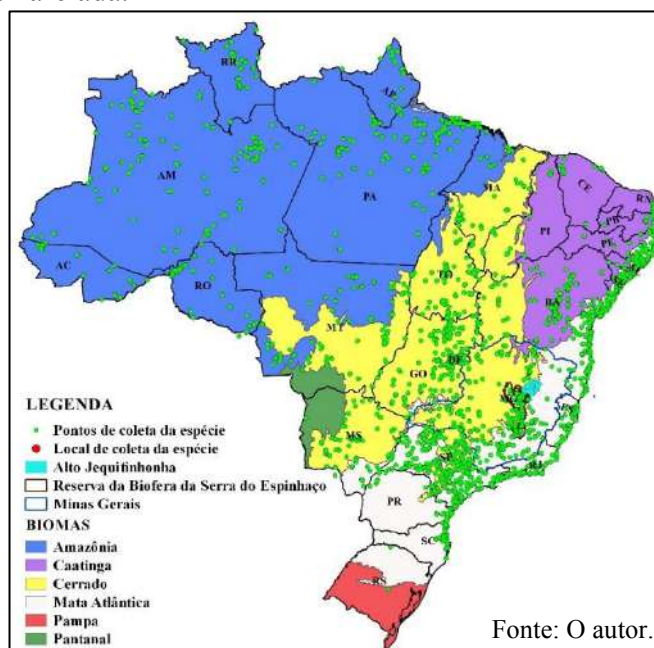 RR
AP
AM
PA
MA
CE
RN
PI
PB
PE
AC
TO
RO
BA
MT
DF
GO
MS
ES
SP
RJ
PR
SC
RS
LEGENDA
Pontos de coleta da espécie
Local de coleta da espécie
Alto Jequitinhonha
Reserva da Biofera da Serra do Espinhaço
Minas Gerais
BIOMAS
Amazônia
Caatinga
Cerrado
Mata Atlântica
Pampa
Pantanal
Fonte: O autor.